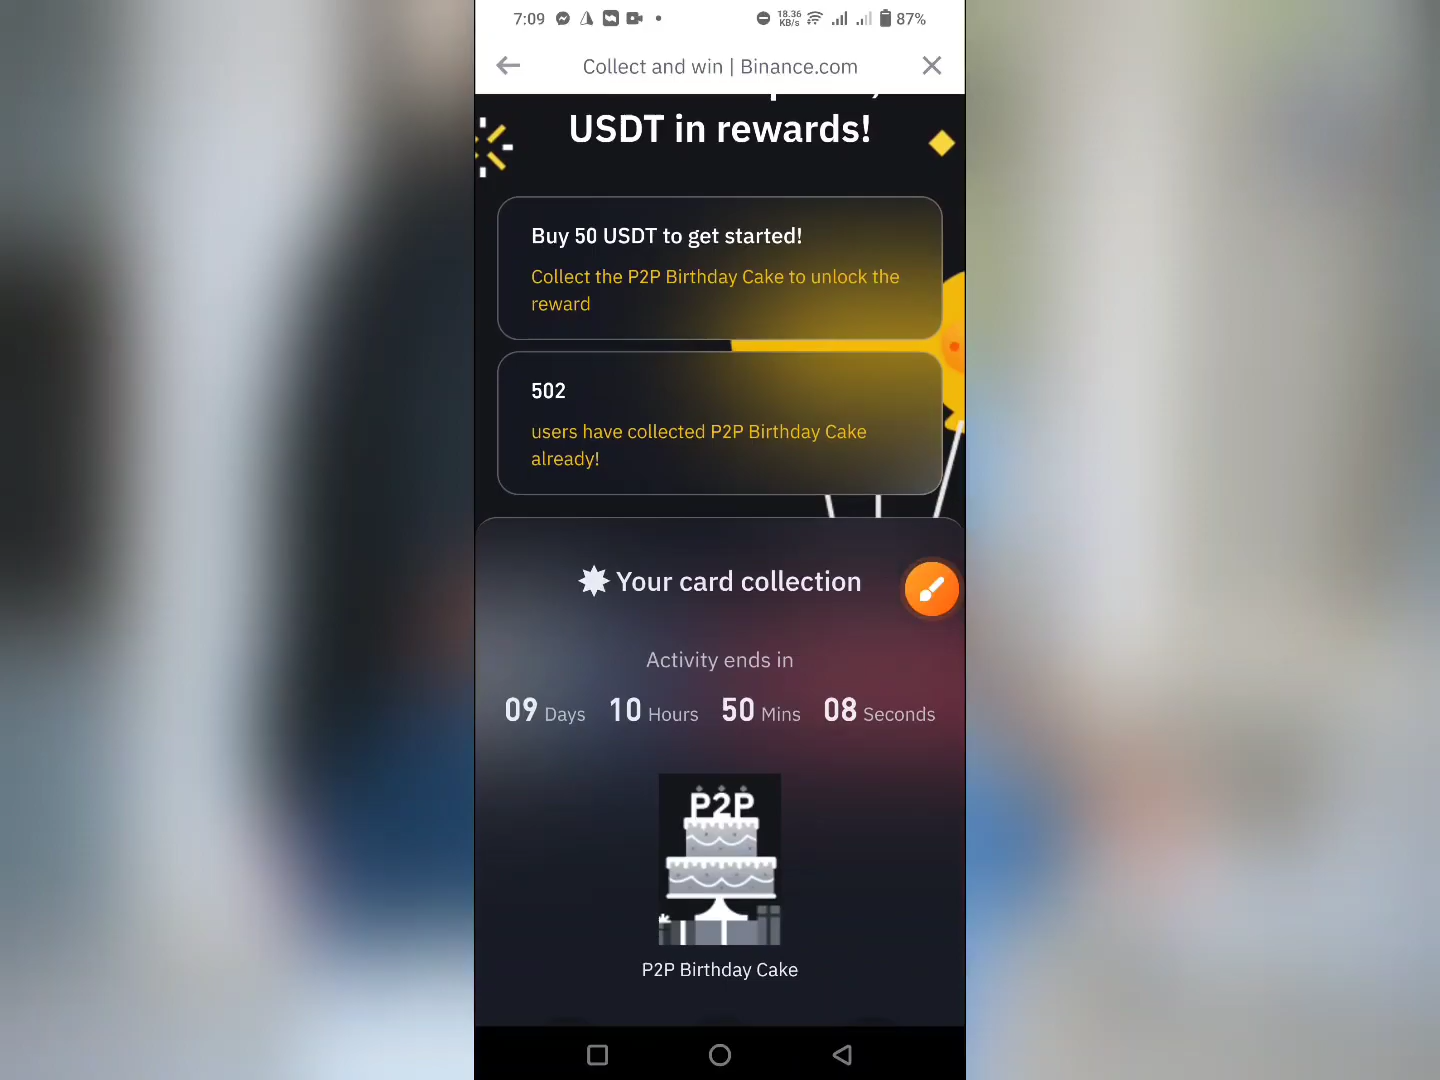 7:09
18.36
KB/s
87%
Collect and win | Binance.com
USDT in rewards!
Buy 50 USDT to get started!
Collect the P2P Birthday Cake to unlock the
reward
502
users have collected P2P Birthday Cake
already!
Your card collection
Activity ends in
09 Days 10 Hours 50 Mins 08 Seconds
P2P
P2P Birthday Cake